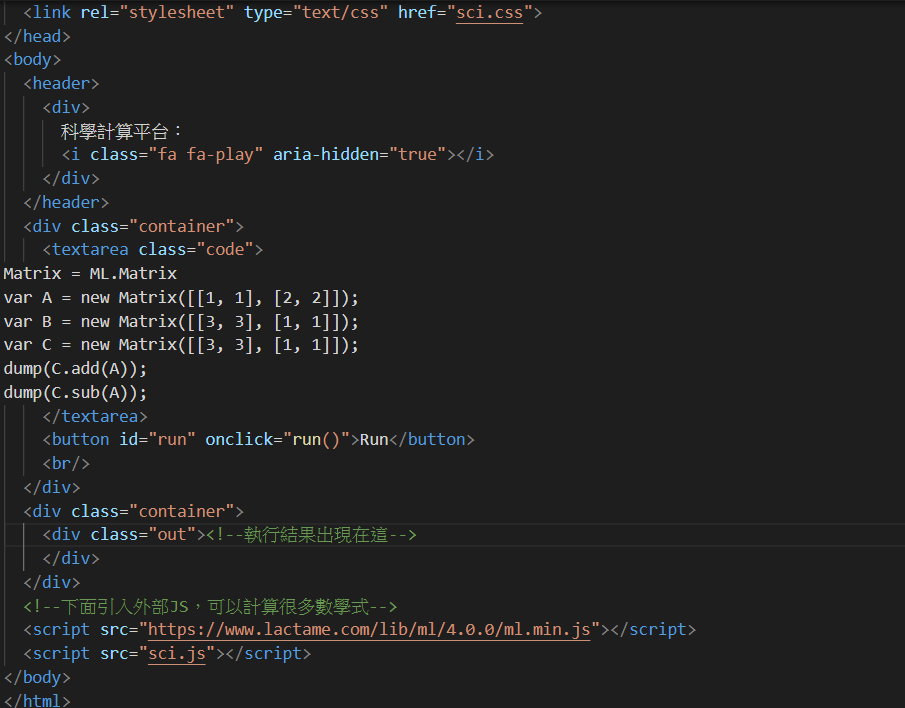 <link rel="stylesheet" type="text/css" href="sci.css">
</head>
<body>
<header>
<div>
科學計算平台：
<i class="fa fa-play" aria-hidden="true"></i>
</div>
</header>
<div class="container">
<textarea class="code">
Matrix = ML.Matrix
var A = new Matrix([[1, 1], [2, 2]]);
var B = new Matrix([[3, 3], [1, 1]]);
var C = new Matrix([[3, 3], [1, 1]]);
dump(C.add(A));
dump(C.sub(A));
</textarea>
<button id="run" onclick="run()">Run</button>
<br/>
</div>
<div class="container">
<div class="out"><!--執行結果出現在這-->
</div>
</div>
<!--下面引入外部JS，可以計算很多數學式-->
<script src="https://www.lactame.com/lib/ml/4.0.0/ml.min.js"></script>
<script src="sci.js"></script>
</body>
</html>